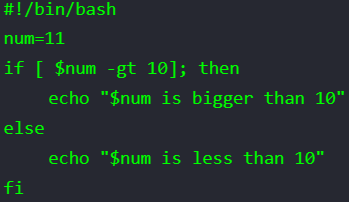 #!/bin/bash
num=11
if [ $num -gt 10]; then
    echo "$num is bigger than 10"
else
    echo "$num is less than 10"
fi